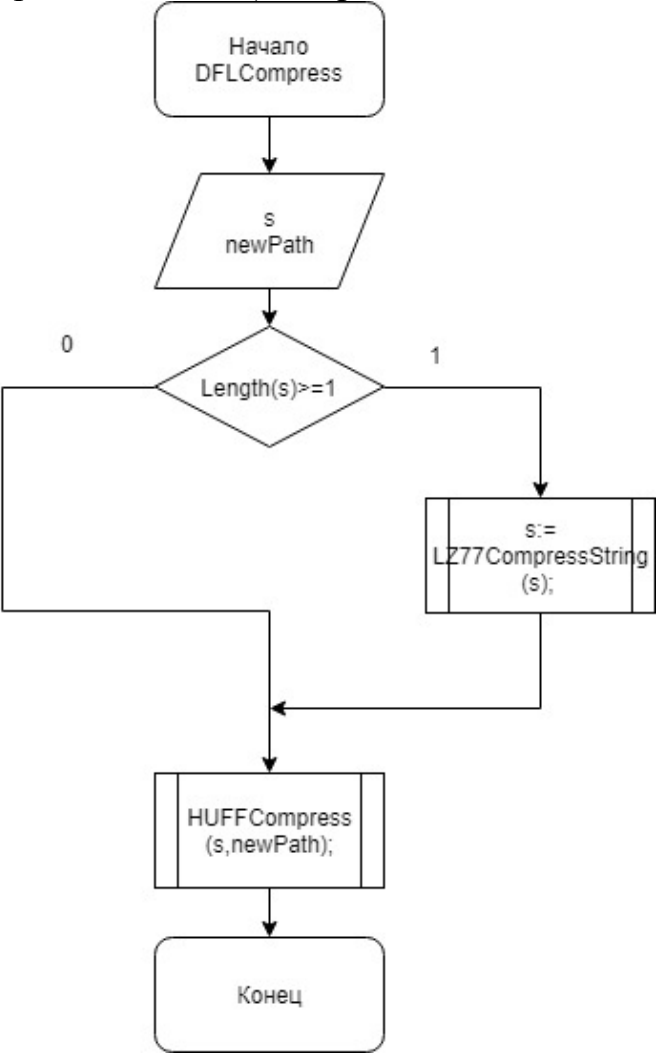 Начало
DFLCompress
s
newPath
0
1
Length(s)>=1
s:=
LZ77CompressString
(s);
HUFFCompress
(s,newPath);
Конец